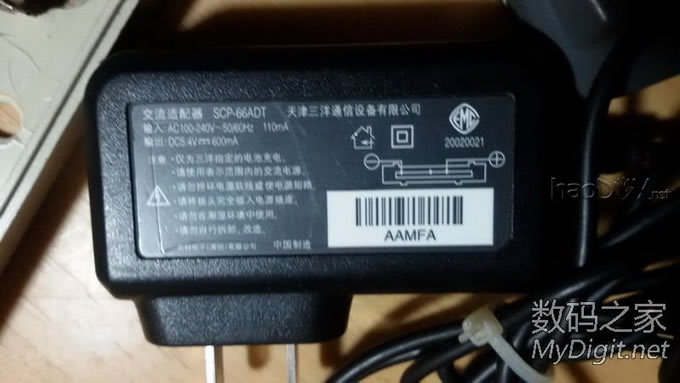 交流适配器 SCP-66ADT 天津三洋通信设备有限公司
输入: AC100-240V~50/60Hz 110mA
输出: DC5.4V⎓600mA
EMC
20020021
注意: ·仅为三洋指定的电池充电。
·请使用表示范围内的交流电源。
·请勿损坏电源软线或使电源短路。
·请将插头完全插入电源插座。
·请勿在潮湿环境中使用。
·请勿自行拆卸、改造。
中国制造
AAMFA
haoDIY.net
数码之家
MyDigit.net